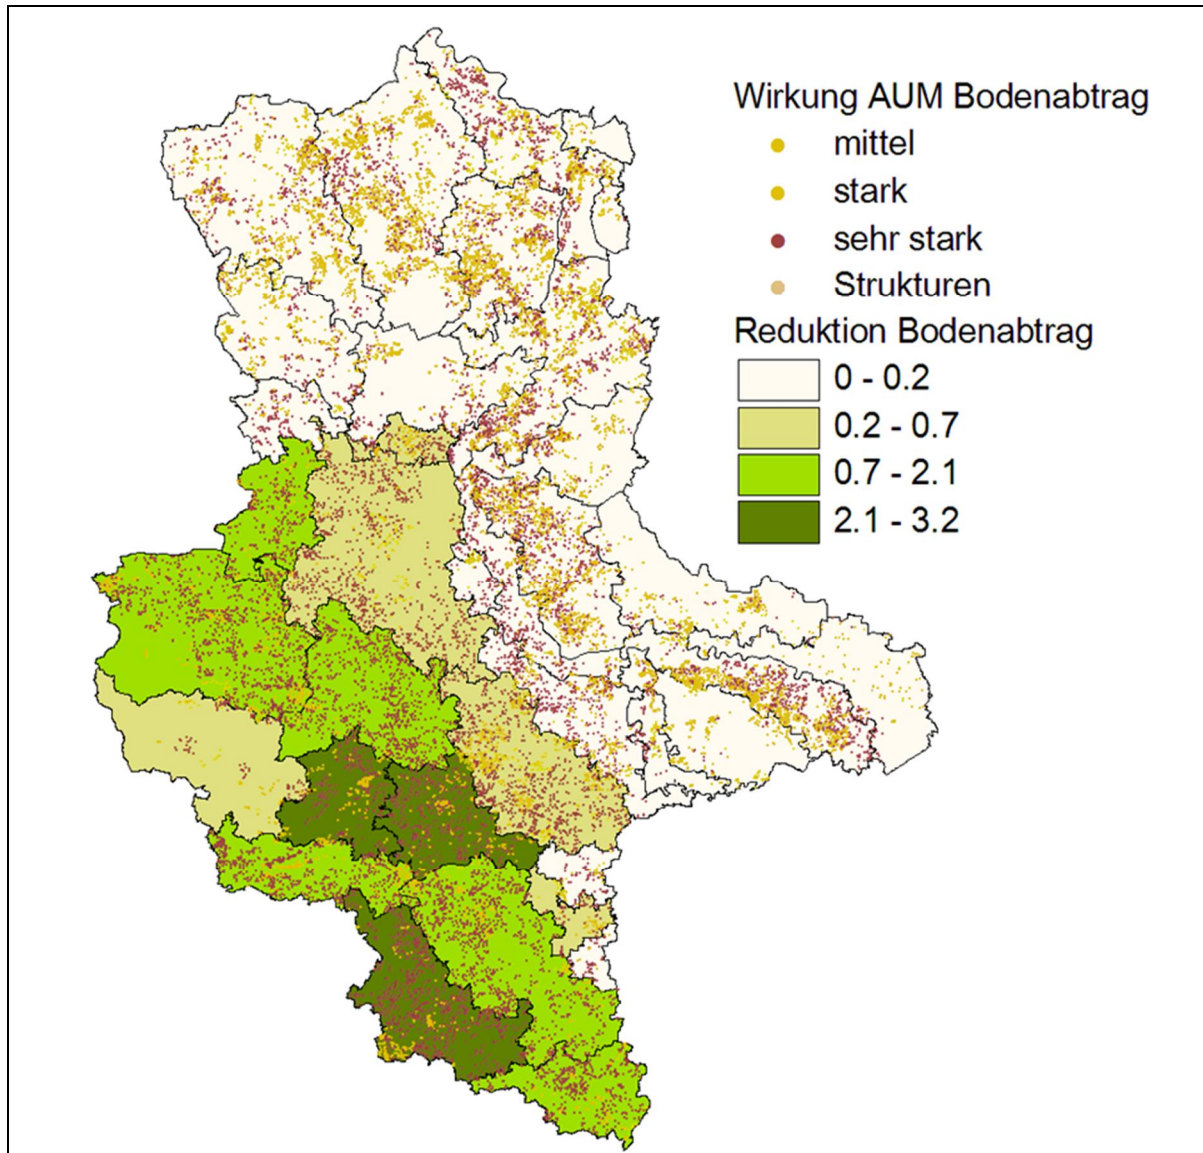 Wirkung AUM Bodenabtrag
mittel
stark
sehr stark
Strukturen
Reduktion Bodenabtrag
0 - 0.2
0.2 - 0.7
0.7 - 2.1
2.1 - 3.2